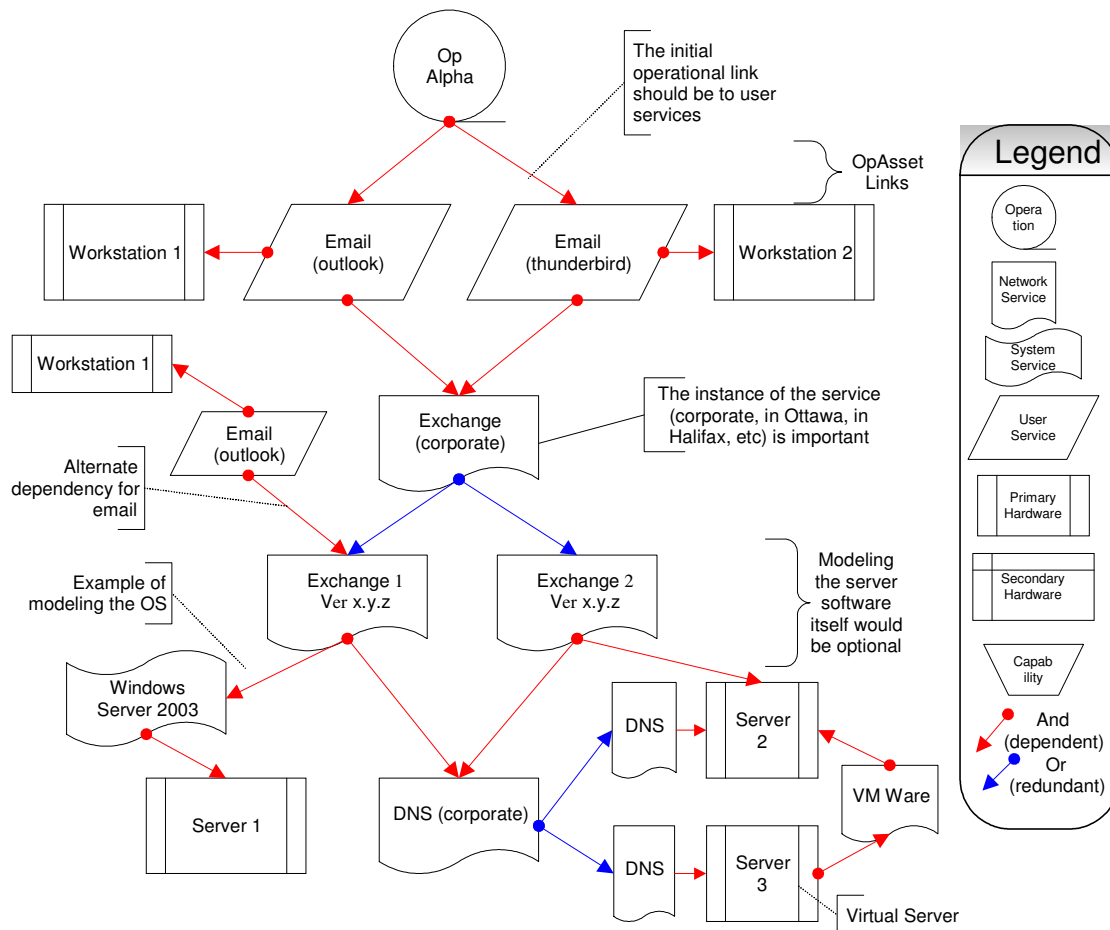 Op
Alpha
The initial
operational link
should be to user
services
OpAsset
Links
Workstation 1
Email
(outlook)
Email
(thunderbird)
Workstation 2
Workstation 1
Email
(outlook)
Exchange
(corporate)
The instance of the service
(corporate, in Ottawa, in
Halifax, etc) is important
Alternate
dependency for
email
Exchange 1
Ver x.y.z
Exchange 2
Ver x.y.z
Example of
modeling the OS
Modeling
the server
software
itself would
be optional
Windows
Server 2003
Server 1
DNS (corporate)
DNS
Server
2
VM Ware
DNS
Server
3
Virtual Server
Legend
Opera
tion
Network
Service
System
Service
User
Service
Primary
Hardware
Secondary
Hardware
Capab
ility
And
(dependent)
Or
(redundant)